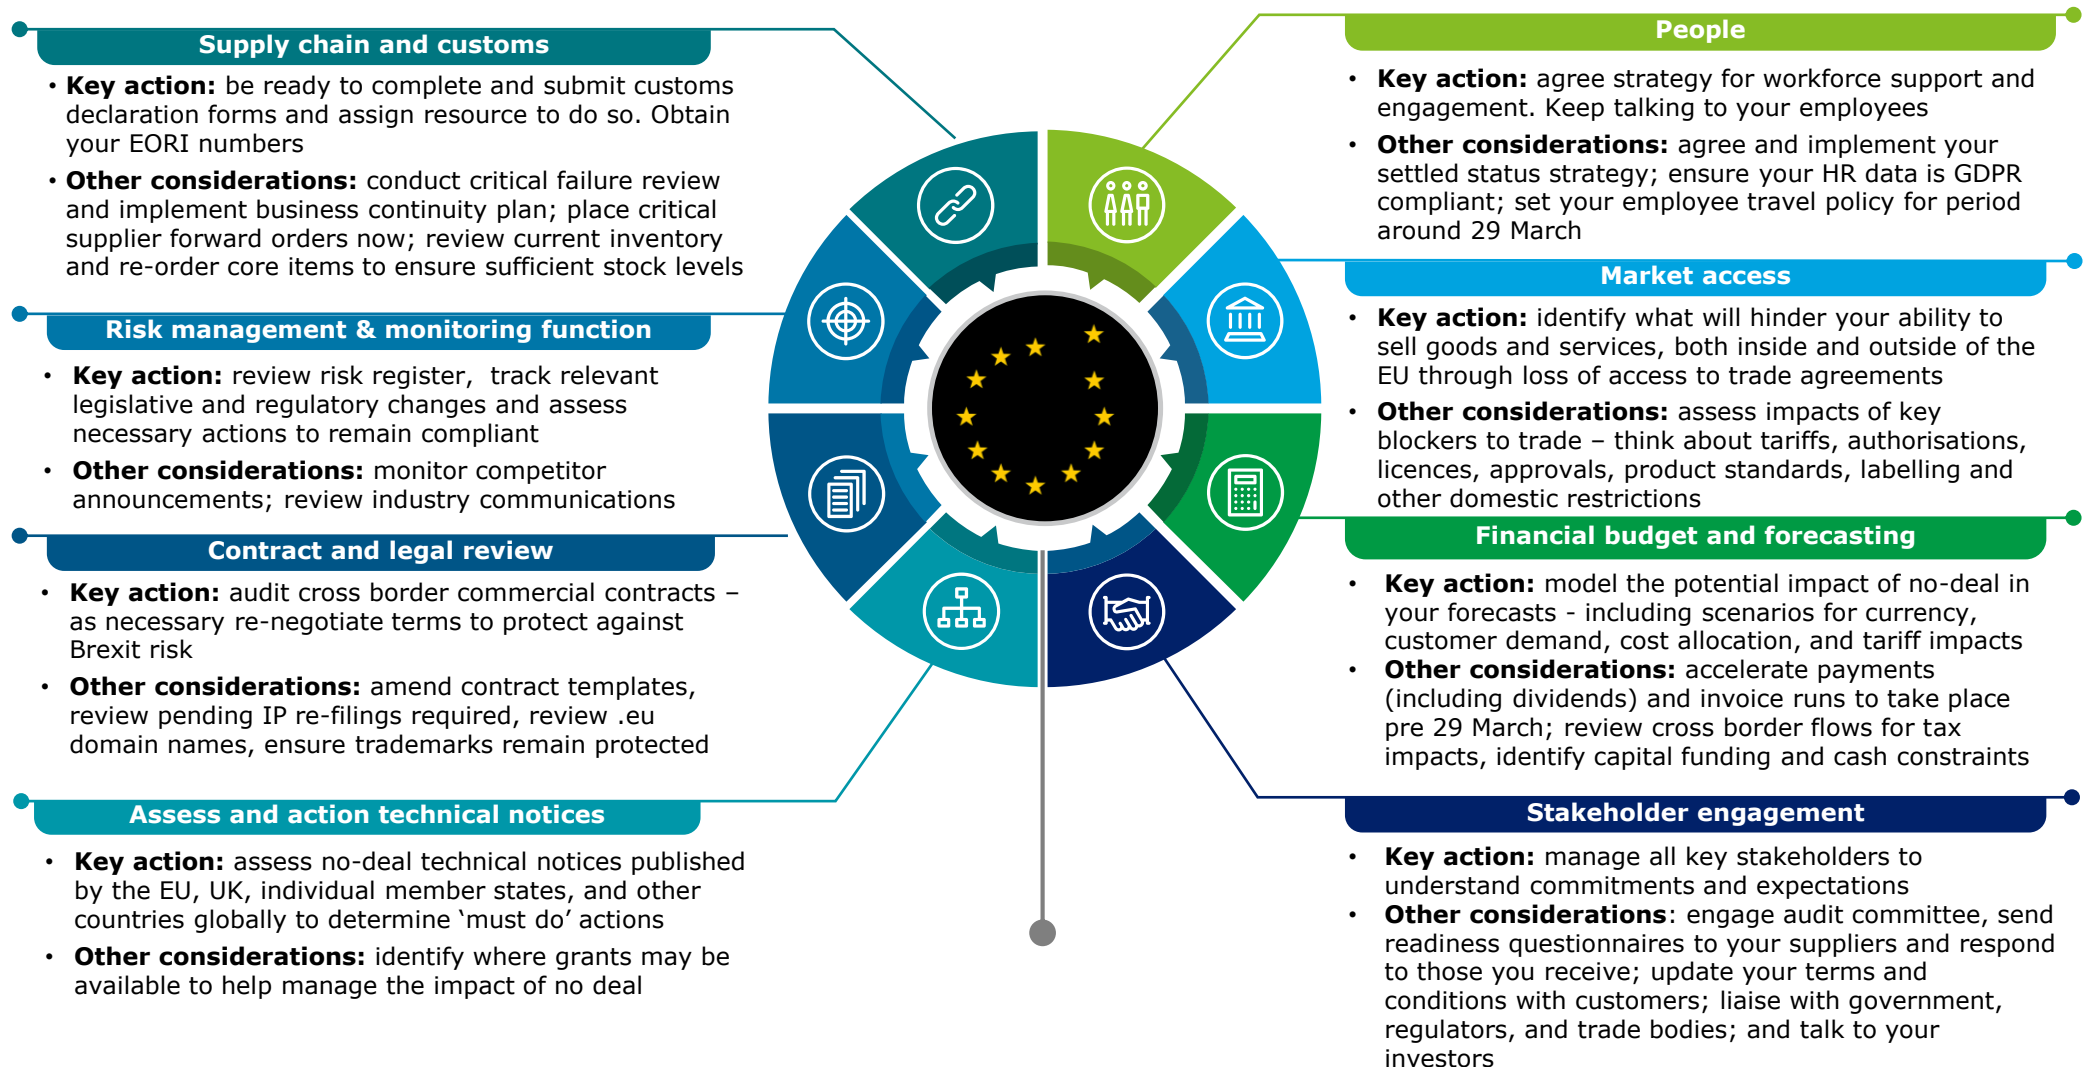 Supply chain and customs
• Key action: be ready to complete and submit customs
declaration forms and assign resource to do so. Obtain
your EORI numbers
• Other considerations: conduct critical failure review
and implement business continuity plan; place critical
supplier forward orders now; review current inventory
and re-order core items to ensure sufficient stock levels
Risk management & monitoring function
• Key action: review risk register,  track relevant
legislative and regulatory changes and assess
necessary actions to remain compliant
• Other considerations: monitor competitor
announcements; review industry communications
Contract and legal review
• Key action: audit cross border commercial contracts –
as necessary re-negotiate terms to protect against
Brexit risk
• Other considerations: amend contract templates,
review pending IP re-filings required, review .eu
domain names, ensure trademarks remain protected
Assess and action technical notices
• Key action: assess no-deal technical notices published
by the EU, UK, individual member states, and other
countries globally to determine ‘must do’ actions
• Other considerations: identify where grants may be
available to help manage the impact of no deal
People
• Key action: agree strategy for workforce support and
engagement. Keep talking to your employees
• Other considerations: agree and implement your
settled status strategy; ensure your HR data is GDPR
compliant; set your employee travel policy for period
around 29 March
Market access
• Key action: identify what will hinder your ability to
sell goods and services, both inside and outside of the
EU through loss of access to trade agreements
• Other considerations: assess impacts of key
blockers to trade – think about tariffs, authorisations,
licences, approvals, product standards, labelling and
other domestic restrictions
Financial budget and forecasting
• Key action: model the potential impact of no-deal in
your forecasts - including scenarios for currency,
customer demand, cost allocation, and tariff impacts
• Other considerations: accelerate payments
(including dividends) and invoice runs to take place
pre 29 March; review cross border flows for tax
impacts, identify capital funding and cash constraints
Stakeholder engagement
• Key action: manage all key stakeholders to
understand commitments and expectations
• Other considerations: engage audit committee, send
readiness questionnaires to your suppliers and respond
to those you receive; update your terms and
conditions with customers; liaise with government,
regulators, and trade bodies; and talk to your
investors